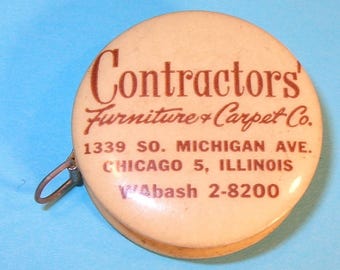 Contractors'
Furniture & Carpet Co.
1339 SO. MICHIGAN AVE.
CHICAGO 5, ILLINOIS
WAbash 2-8200